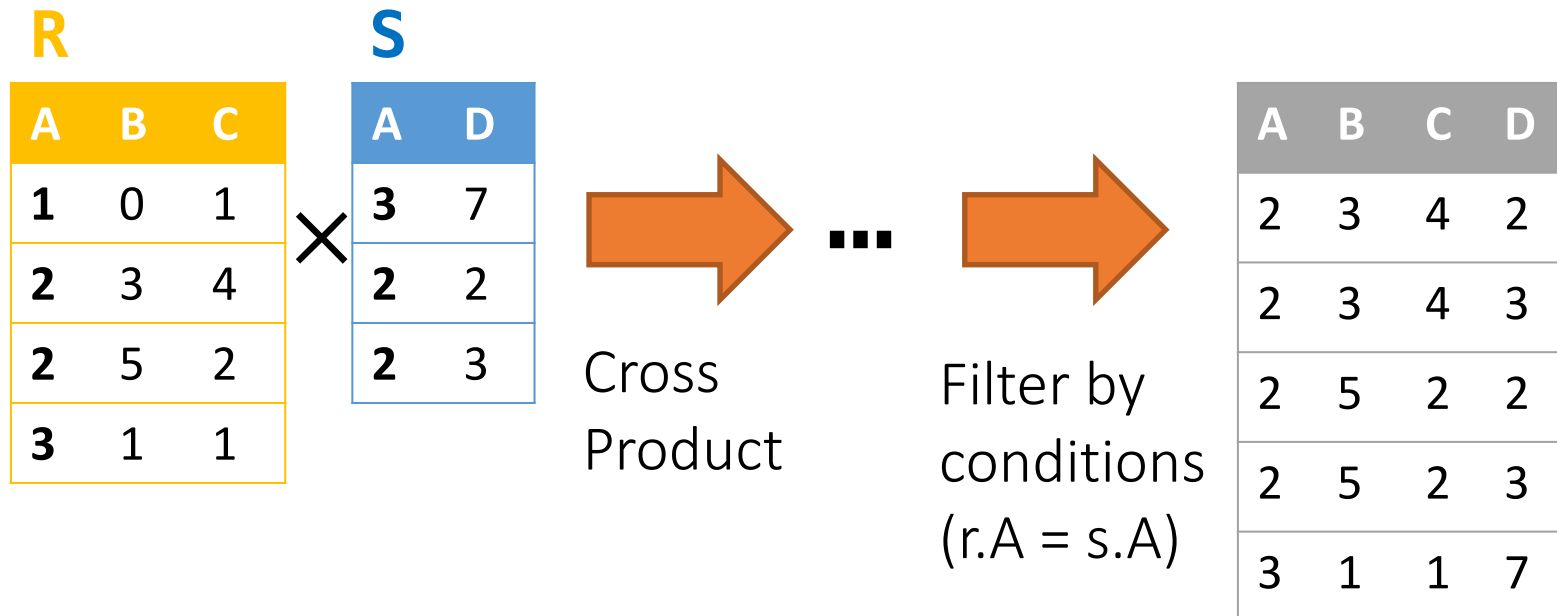 R
A B C
1 0 1
2 3 4
2 5 2
3 1 1
×
S
A D
3 7
2 2
2 3
Cross
Product
...
Filter by
conditions
(r.A = s.A)
A B C D
2 3 4 2
2 3 4 3
2 5 2 2
2 5 2 3
3 1 1 7